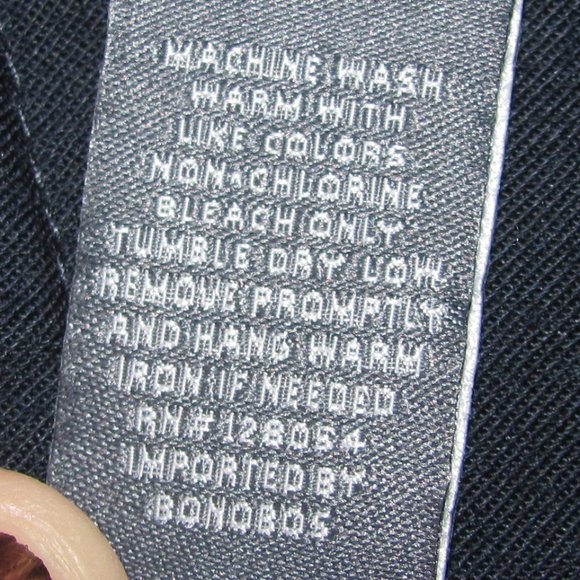 MACHINE WASH
WARM WITH
LIKE COLORS
NON-CHLORINE
BLEACH ONLY
TUMBLE DRY LOW
REMOVE PROMPTLY
AND HANG WARM
IRON IF NEEDED
RN# 128054
IMPORTED BY
BONOBOS